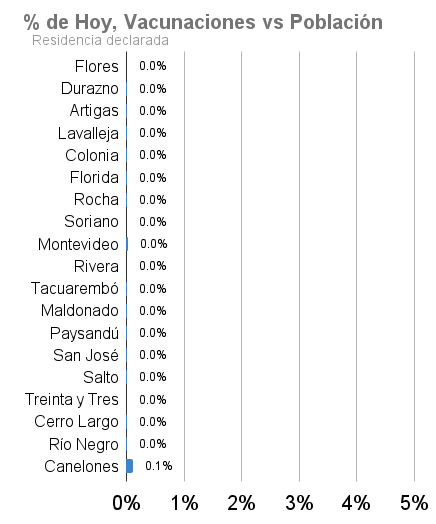 % de Hoy, Vacunaciones vs Población
Residencia declarada
Flores 0.0%
Durazno 0.0%
Artigas 0.0%
Lavalleja 0.0%
Colonia 0.0%
Florida 0.0%
Rocha 0.0%
Soriano 0.0%
Montevideo 0.0%
Rivera 0.0%
Tacuarembó 0.0%
Maldonado 0.0%
Paysandú 0.0%
San José 0.0%
Salto 0.0%
Treinta y Tres 0.0%
Cerro Largo 0.0%
Río Negro 0.0%
Canelones 0.1%
0% 1% 2% 3% 4% 5%